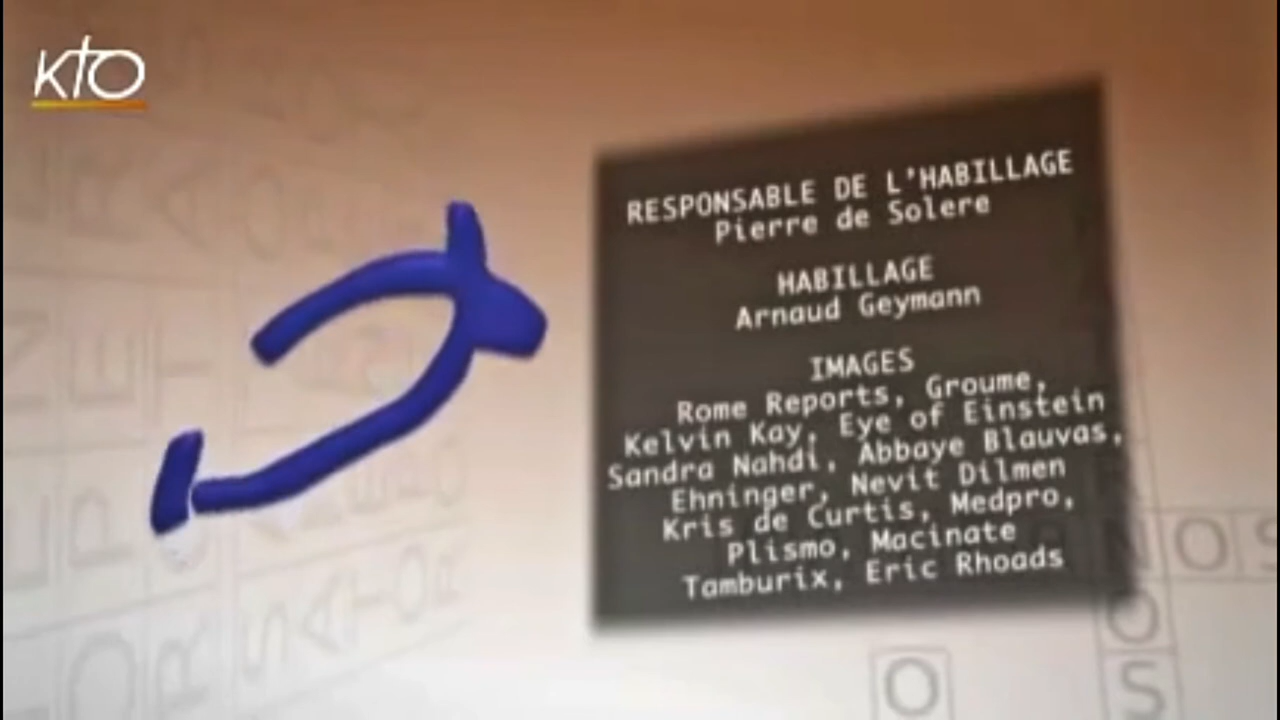 KTO
RESPONSABLE DE L'HABILLAGE
Pierre de Solere
HABILLAGE
Arnaud Geymann
IMAGES
Rome Reports, Groume,
Kelvin Kay, Eye of Einstein
Sandra Nahdi, Abbaye Blauvas,
Ehninger, Nevit Dilmen
Kris de Curtis, Medpro,
Plismo, Macinate
Tamburix, Eric Rhoads